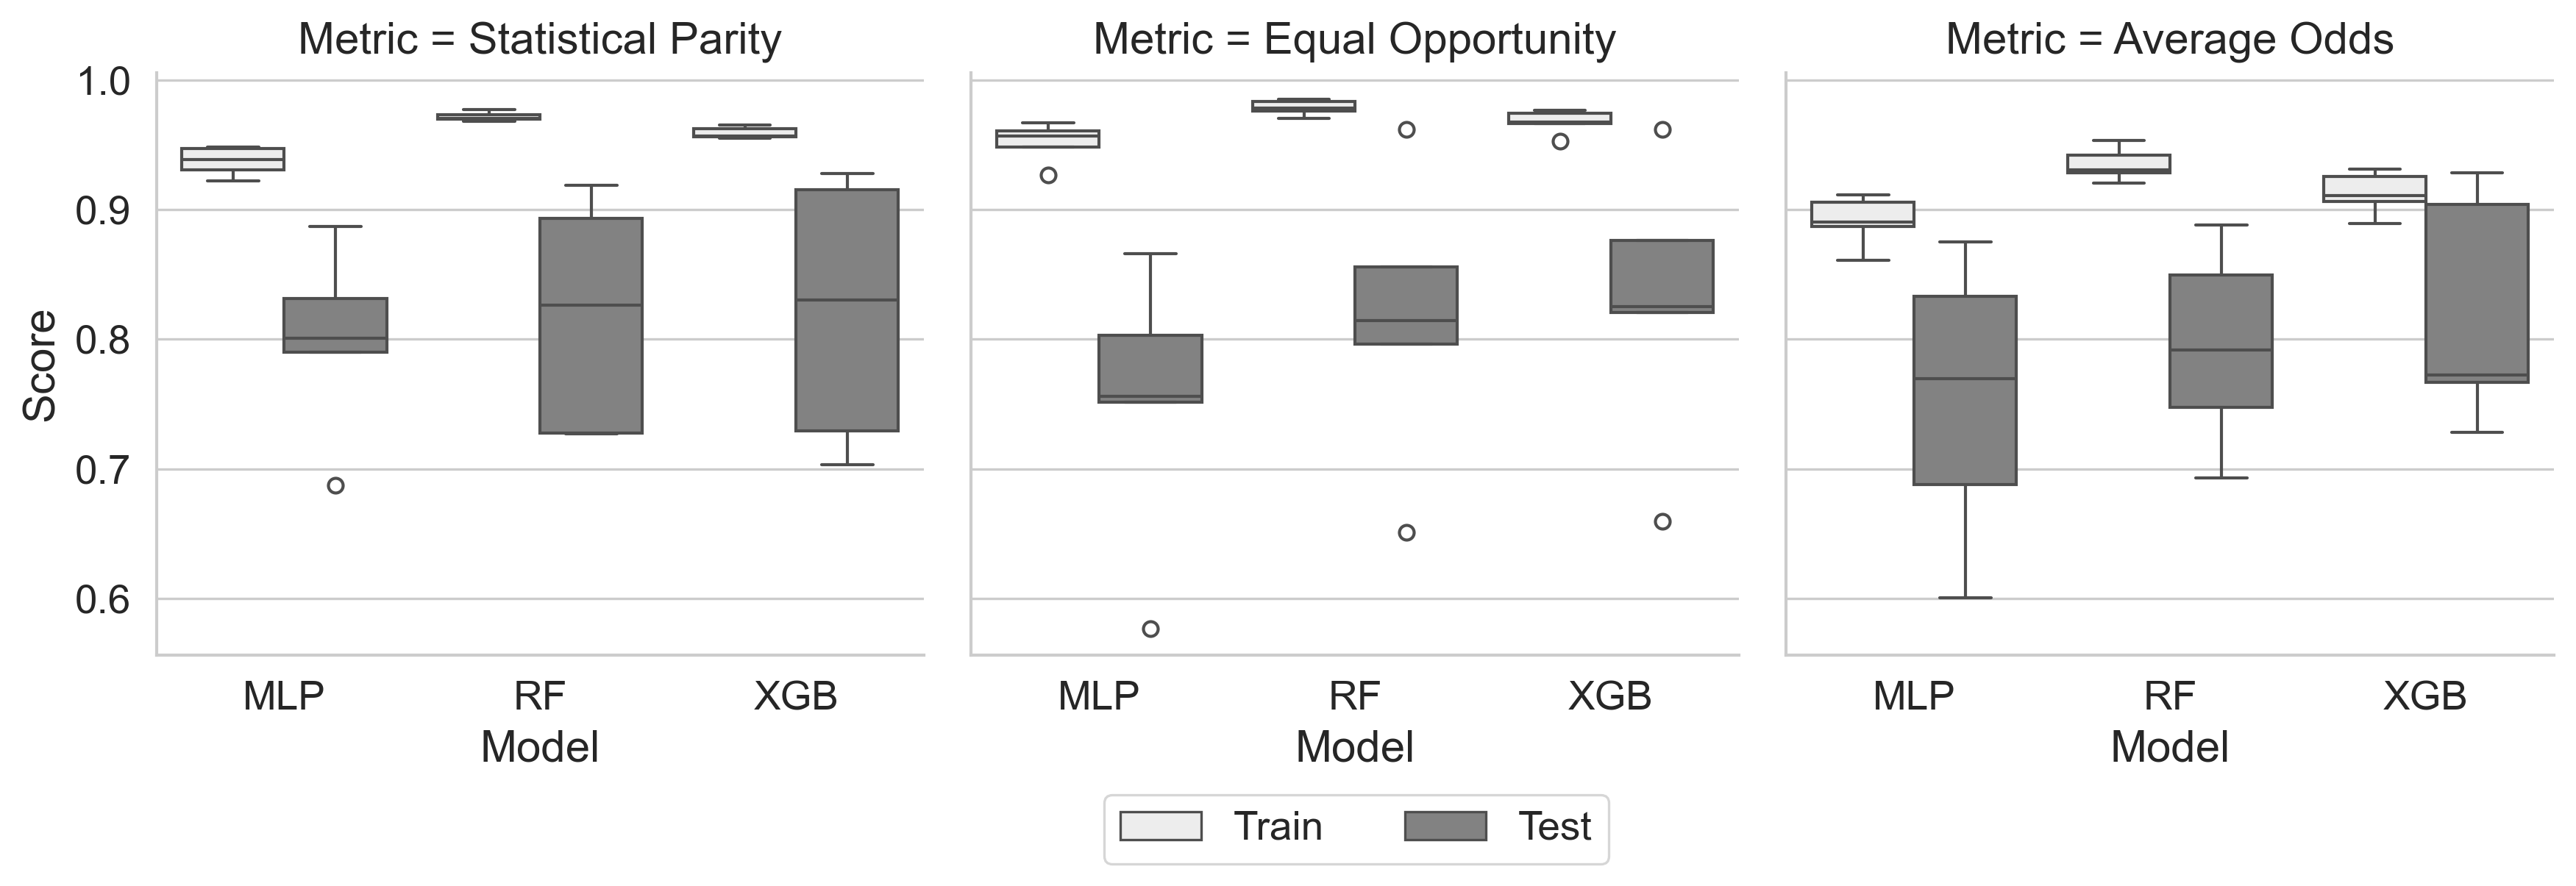 Metric = Statistical Parity
Metric = Equal Opportunity
Metric = Average Odds
Score
1.0
0.9
0.8
0.7
0.6
MLP
RF
XGB
Model
MLP
RF
XGB
Model
MLP
RF
XGB
Model
Train
Test